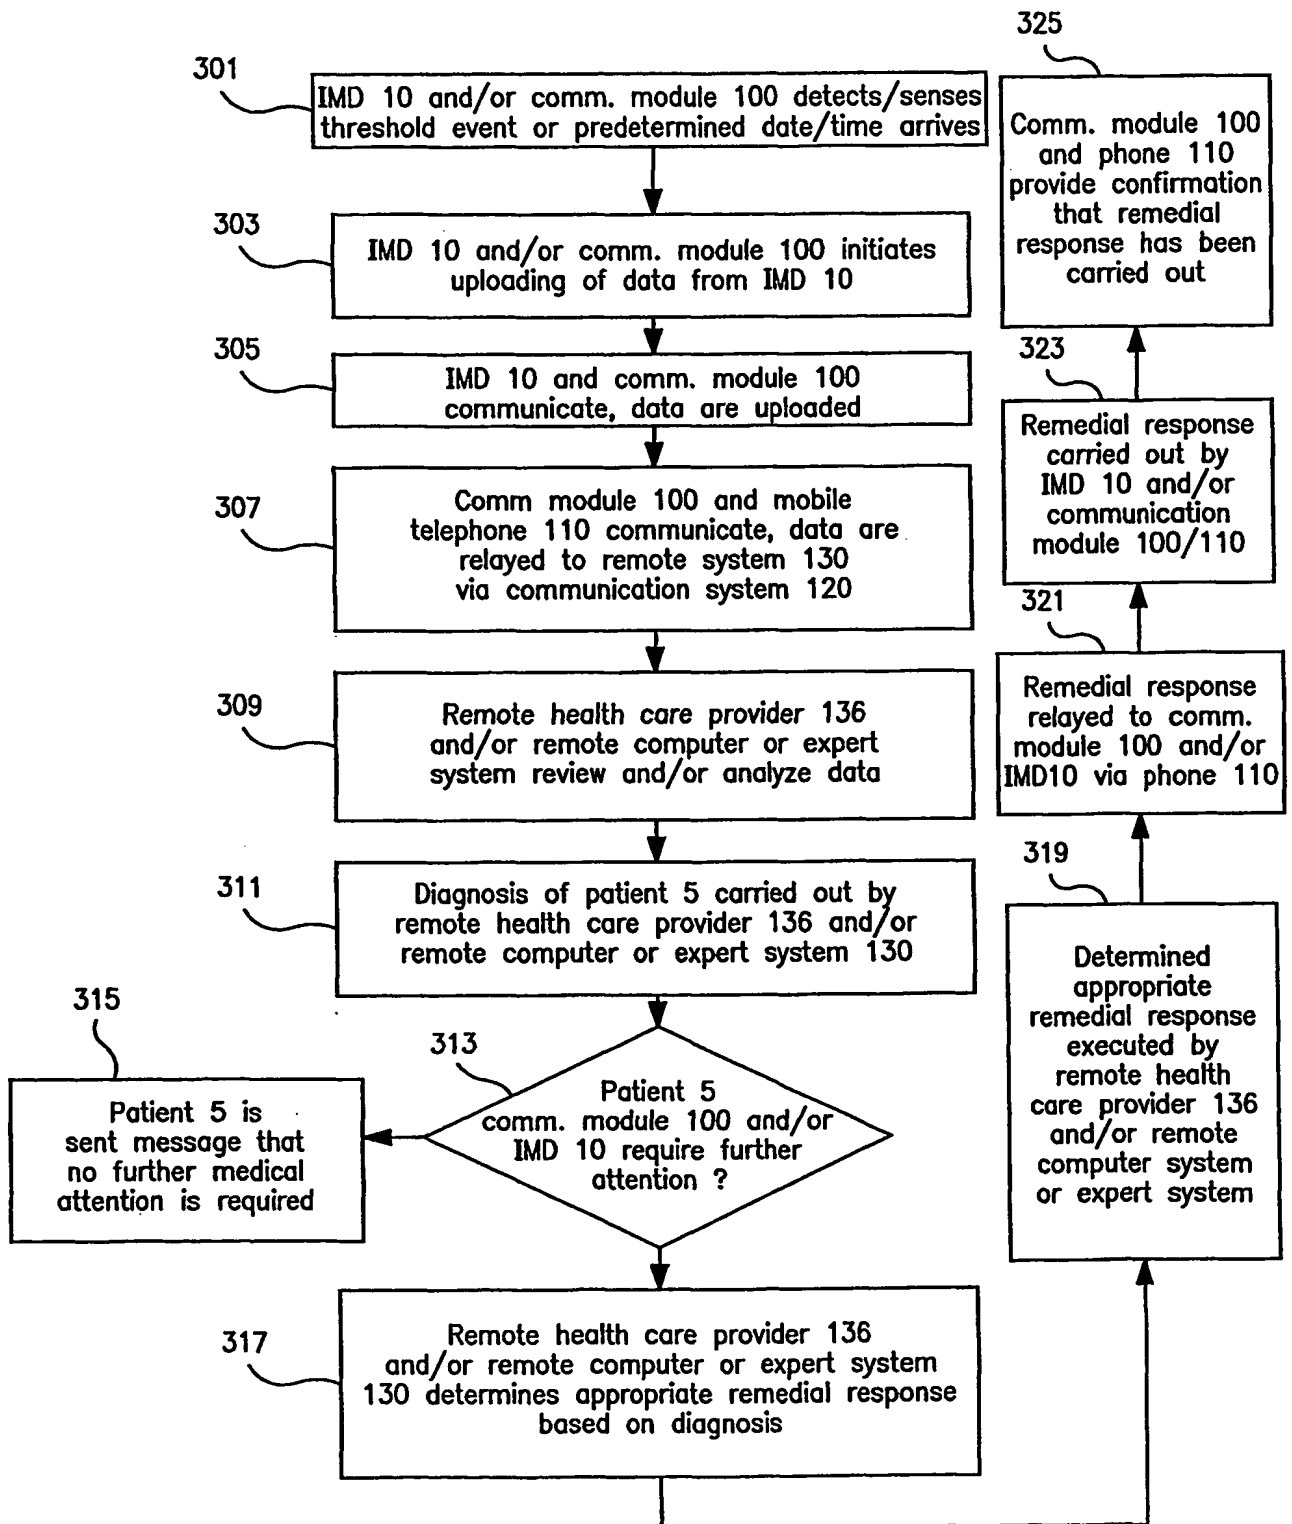 301
IMD 10 and/or comm. module 100 detects/senses
threshold event or predetermined date/time arrives
303
IMD 10 and/or comm. module 100 initiates
uploading of data from IMD 10
305
IMD 10 and comm. module 100
communicate, data are uploaded
307
Comm module 100 and mobile
telephone 110 communicate, data are
relayed to remote system 130
via communication system 120
309
Remote health care provider 136
and/or remote computer or expert
system review and/or analyze data
311
Diagnosis of patient 5 carried out by
remote health care provider 136 and/or
remote computer or expert system 130
313
Patient 5
comm. module 100 and/or
IMD 10 require further
attention ?
315
Patient 5 is
sent message that
no further medical
attention is required
317
Remote health care provider 136
and/or remote computer or expert system
130 determines appropriate remedial response
based on diagnosis
319
Determined
appropriate
remedial response
executed by
remote health
care provider 136
and/or remote
computer system
or expert system
321
Remedial response
relayed to comm.
module 100 and/or
IMD10 via phone 110
323
Remedial response
carried out by
IMD 10 and/or
communication
module 100/110
325
Comm. module 100
and phone 110
provide confirmation
that remedial
response has been
carried out